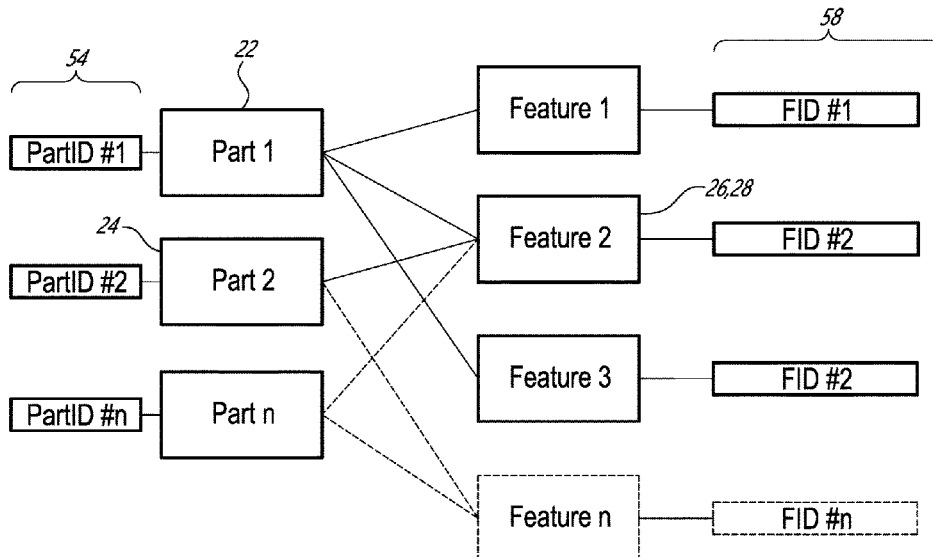 54
22
58
PartID #1
Part 1
Feature 1
FID #1
24
26,28
PartID #2
Part 2
Feature 2
FID #2
PartID #n
Part n
Feature 3
FID #2
Feature n
FID #n